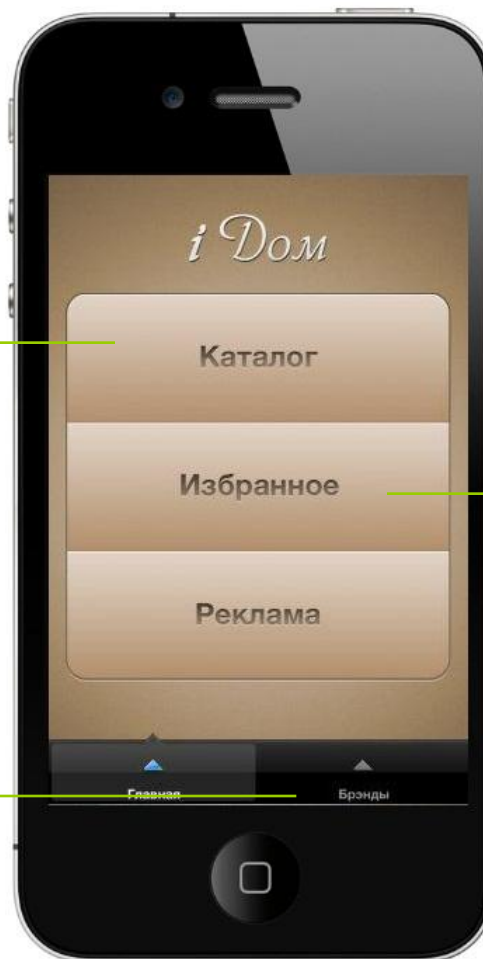 i Дом
Каталог
Избранное
Реклама
Главная
Брэнды